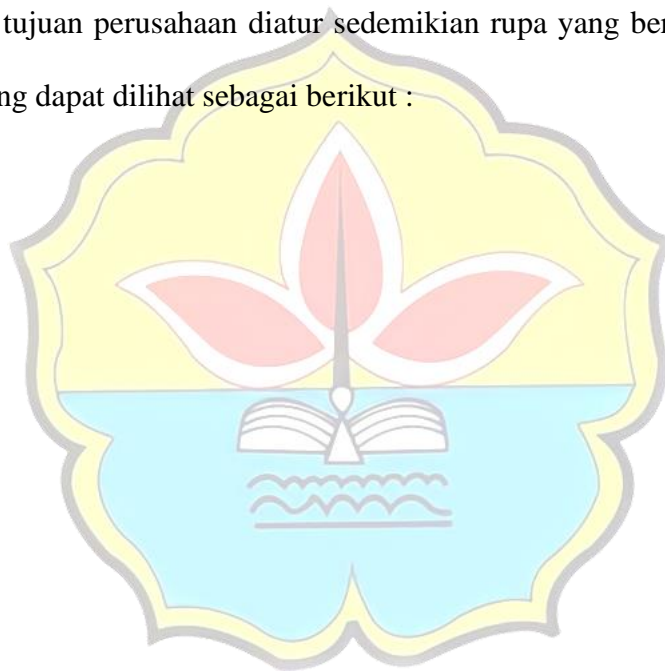 tujuan perusahaan diatur sedemikian rupa yang ber
ng dapat dilihat sebagai berikut :